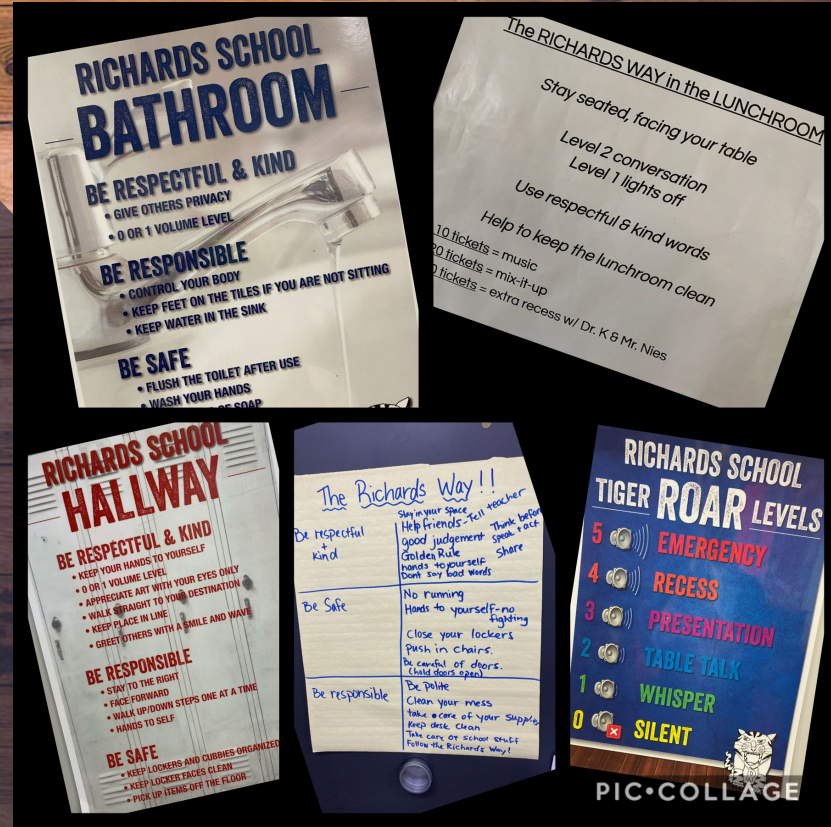 RICHARDS SCHOOL
BATHROOM
BE RESPECTFUL & KIND
• GIVE OTHERS PRIVACY
• 0 OR 1 VOLUME LEVEL
BE RESPONSIBLE
• CONTROL YOUR BODY
• KEEP FEET ON THE TILES IF YOU ARE NOT SITTING
• KEEP WATER IN THE SINK
BE SAFE
• FLUSH THE TOILET AFTER USE
• WASH YOUR HANDS
OF SOAP
The RICHARDS WAY in the LUNCHROOM
Stay seated, facing your table
Level 2 conversation
Level 1 lights off
Use respectful & kind words
Help to keep the lunchroom clean
10 tickets = music
0 tickets = mix-it-up
0 tickets = extra recess w/ Dr. K & Mr. Nies
RICHARDS SCHOOL
HALLWAY
BE RESPECTFUL & KIND
• KEEP YOUR HANDS TO YOURSELF
• 0 OR 1 VOLUME LEVEL
• APPRECIATE ART WITH YOUR EYES ONLY
• WALK STRAIGHT TO YOUR DESTINATION
• KEEP PLACE IN LINE
• GREET OTHERS WITH A SMILE AND WAVE
BE RESPONSIBLE
• STAY TO THE RIGHT
• FACE FORWARD
• WALK UP/DOWN STEPS ONE AT A TIME
• HANDS TO SELF
BE SAFE
• KEEP LOCKERS AND CUBBIES ORGANIZED
• KEEP LOCKER FACES CLEAN
• PICK UP ITEMS OFF THE FLOOR
The Richards Way!!
Be respectful
+
kind
Stay in your space
Help friends - Tell teacher
good judgement
Think before
speak + act
Golden Rule
Share
hands to yourself
Dont say bad words
Be Safe
No running
Hands to yourself-no
fighting
Close your lockers
Push in chairs.
Be careful of doors.
(hold doors open)
Be responsible
Be polite
Clean your mess
take care of your supplies
Keep desk clean
Take care of school stuff
Follow the Richard's Way!
RICHARDS SCHOOL
TIGER ROAR LEVELS
5 EMERGENCY
4 RECESS
3 PRESENTATION
2 TABLE TALK
1 WHISPER
0 SILENT
PIC•COLLAGE